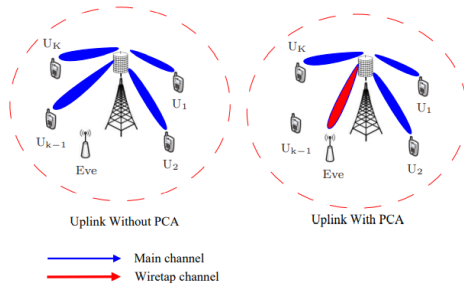 U_K
U_1
U_{k-1}
U_2
Eve
Uplink Without PCA
U_K
U_1
U_{k-1}
U_2
Eve
Uplink With PCA
Main channel
Wiretap channel